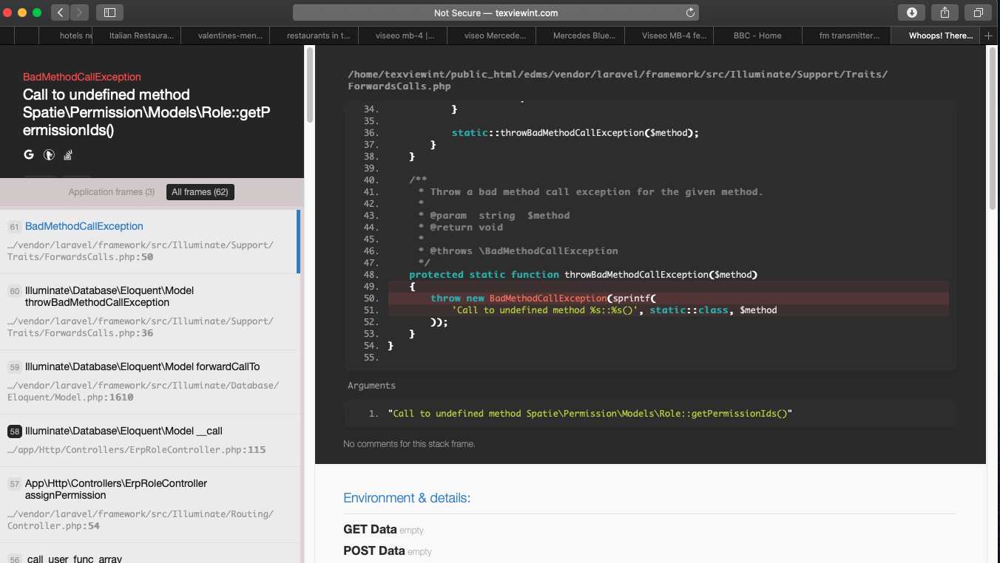 Not Secure — texviewint.com
hotels ne
Italian Restaura...
valentines-men...
restaurants in t...
viseeo mb-4 |...
viseo Mercede...
Mercedes Blue...
Viseeo MB-4 fe...
BBC - Home
fm transmitter...
Whoops! There...
BadMethodCallException
Call to undefined method
Spatie\Permission\Models\Role::getP
ermissionIds()
Application frames (3)
All frames (62)
61 BadMethodCallException
…/vendor/laravel/framework/src/Illuminate/Support/
Traits/ForwardsCalls.php:50
60 Illuminate\Database\Eloquent\Model
throwBadMethodCallException
…/vendor/laravel/framework/src/Illuminate/Support/
Traits/ForwardsCalls.php:36
59 Illuminate\Database\Eloquent\Model forwardCallTo
…/vendor/laravel/framework/src/Illuminate/Database/
Eloquent/Model.php:1610
58 Illuminate\Database\Eloquent\Model __call
…/app/Http/Controllers/ErpRoleController.php:115
57 App\Http\Controllers\ErpRoleController
assignPermission
…/vendor/laravel/framework/src/Illuminate/Routing/
Controller.php:54
56 call_user_func_array
/home/texviewint/public_html/edms/vendor/laravel/framework/src/Illuminate/Support/Traits/
ForwardsCalls.php
34. }
35.
36. static::throwBadMethodCallException($method);
37. }
38. }
39.
40. /**
41. * Throw a bad method call exception for the given method.
42. *
43. * @param  string  $method
44. * @return void
45. *
46. * @throws \BadMethodCallException
47. */
48. protected static function throwBadMethodCallException($method)
49. {
50. throw new BadMethodCallException(sprintf(
51. 'Call to undefined method %s::%s()', static::class, $method
52. ));
53. }
54. }
55.
Arguments
1. "Call to undefined method Spatie\Permission\Models\Role::getPermissionIds()"
No comments for this stack frame.
Environment & details:
GET Data empty
POST Data empty